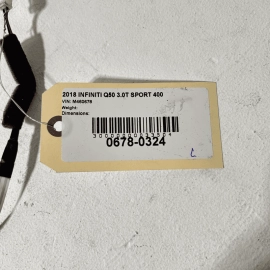 2018 INFINITI Q50 3.0T SPORT 400
VIN: M460678
Weight:
Dimensions:
0678-0324
L